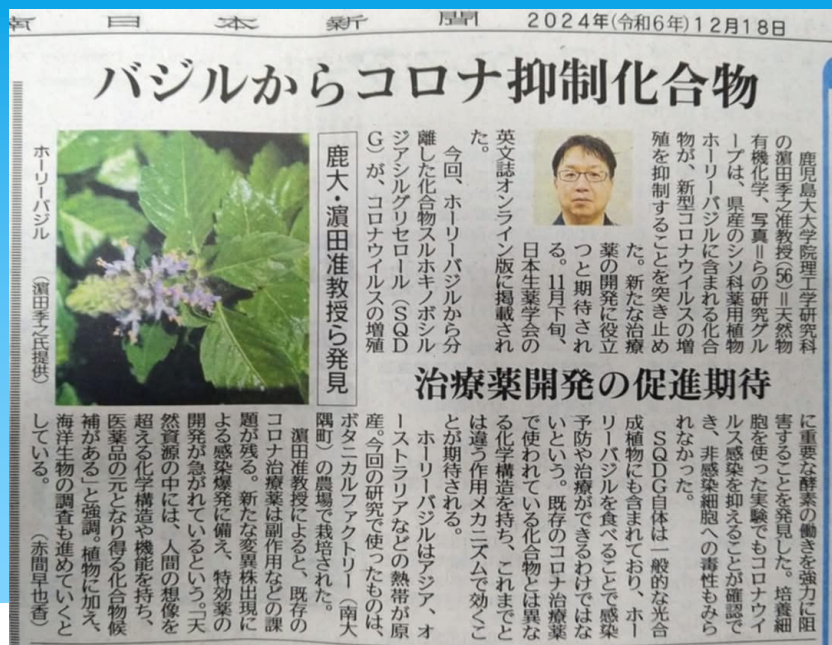 南日本新聞 2024年(令和6年)12月18日
バジルからコロナ抑制化合物
鹿大・濵田准教授ら発見
治療薬開発の促進期待
鹿児島大大学院理工学研究科
の濵田季之准教授(56)=天然物
有機化学、写真=らの研究グル
ープは、県産のシソ科薬用植物
ホーリーバジルに含まれる化合
物が、新型コロナウイルスの増
殖を抑制することを突き止め
た。新たな治療
薬の開発に役立
つと期待され
る。11月下旬、
日本生薬学会の
英文誌オンライン版に掲載され
た。
今回、ホーリーバジルから分
離した化合物スルホキノボシル
ジアシルグリセロール(SQD
G)が、コロナウイルスの増殖
に重要な酵素の働きを強力に阻
害することを発見した。培養細
胞を使った実験でもコロナウイ
ルス感染を抑えることが確認で
き、非感染細胞への毒性もみら
れなかった。
SQDG自体は一般的な光合
成植物にも含まれており、ホー
リーバジルを食べることで感染
予防や治療ができるわけではな
いという。既存のコロナ治療薬
で使われている化合物とは異な
る化学構造を持ち、これまでと
は違う作用メカニズムで効くこ
とが期待される。
ホーリーバジルはアジア、オ
ーストラリアなどの熱帯が原
産。今回の研究で使ったものは、
ボタニカルファクトリー(南大
隅町)の農場で栽培された。
濵田准教授によると、既存の
コロナ治療薬は副作用などの課
題が残る。新たな変異株出現に
よる感染爆発に備え、特効薬の
開発が急がれているという。「天
然資源の中には、人間の想像を
超える化学構造や機能を持ち、
医薬品の元となり得る化合物候
補がある」と強調。植物に加え、
海洋生物の調査も進めていくと
している。 (赤間早也香)
ホーリーバジル (濵田季之氏提供)